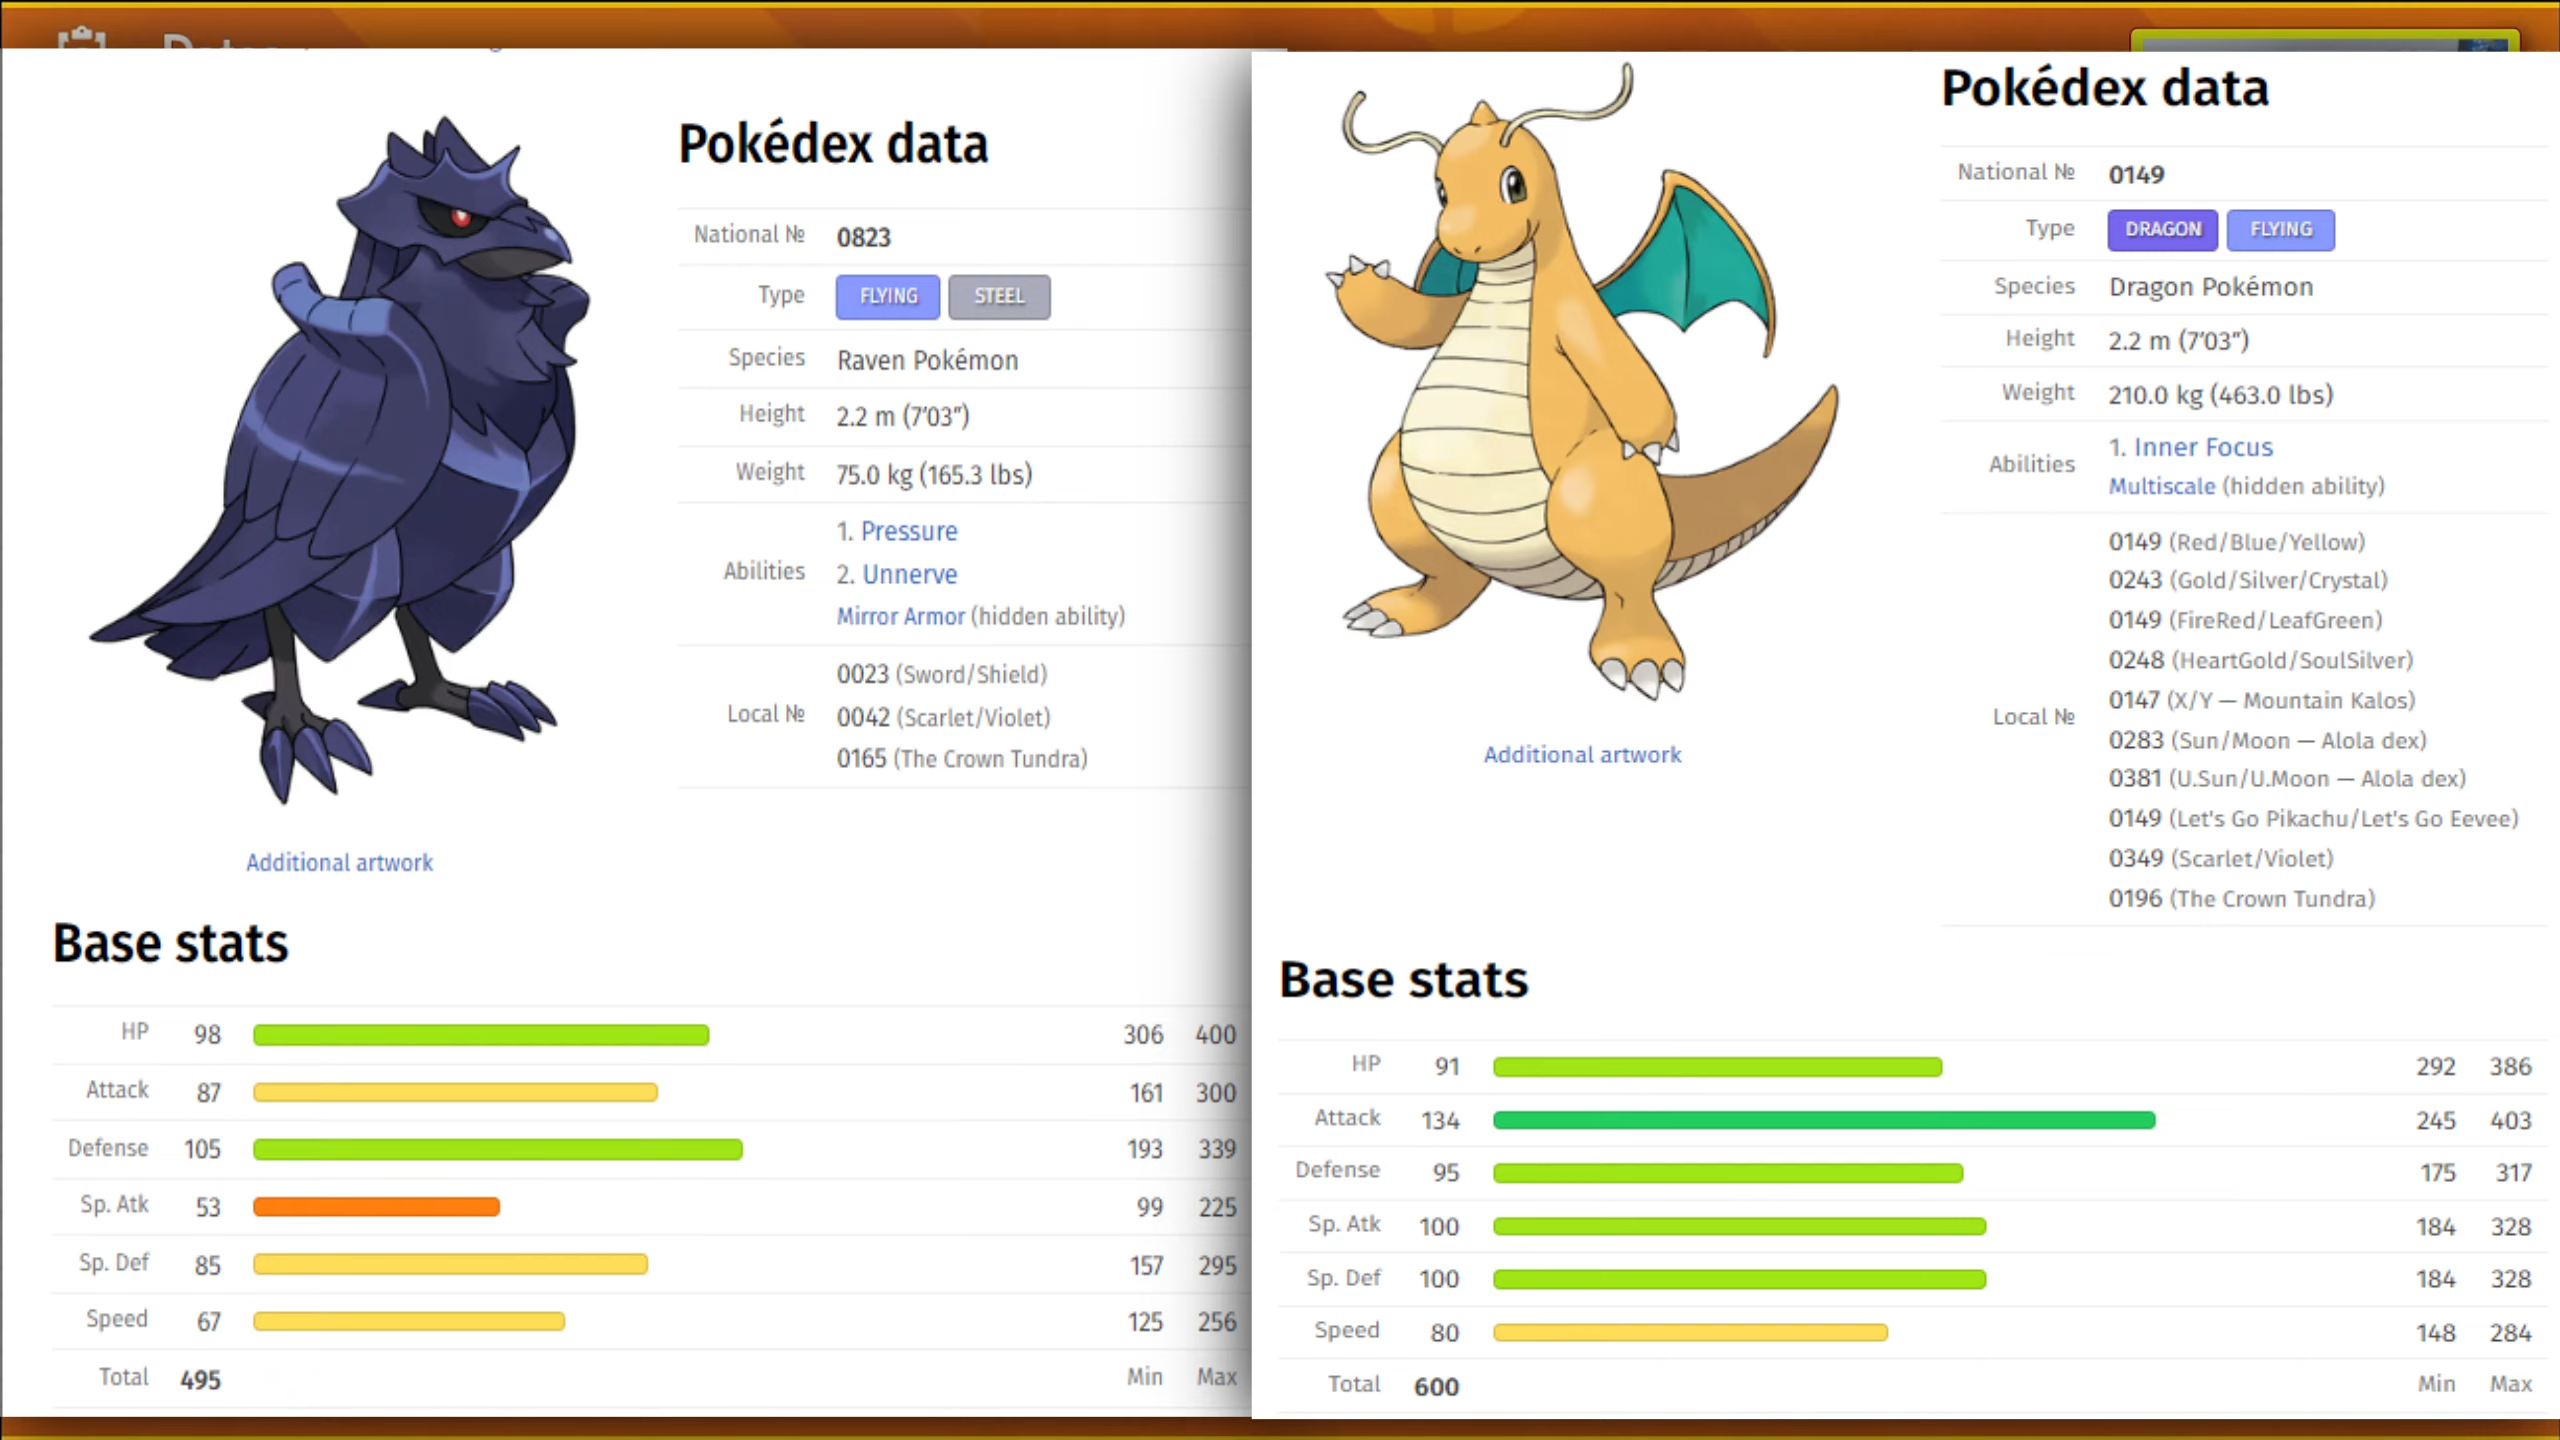 Pokédex data
National № 0823
Type FLYING STEEL
Species Raven Pokémon
Height 2.2 m (7′03″)
Weight 75.0 kg (165.3 lbs)
Abilities 1. Pressure
2. Unnerve
Mirror Armor (hidden ability)
Local № 0023 (Sword/Shield)
0042 (Scarlet/Violet)
0165 (The Crown Tundra)
Additional artwork
Base stats
HP 98 306 400
Attack 87 161 300
Defense 105 193 339
Sp. Atk 53 99 225
Sp. Def 85 157 295
Speed 67 125 256
Total 495 Min Max
Pokédex data
National № 0149
Type DRAGON FLYING
Species Dragon Pokémon
Height 2.2 m (7′03″)
Weight 210.0 kg (463.0 lbs)
Abilities 1. Inner Focus
Multiscale (hidden ability)
Local № 0149 (Red/Blue/Yellow)
0243 (Gold/Silver/Crystal)
0149 (FireRed/LeafGreen)
0248 (HeartGold/SoulSilver)
0147 (X/Y — Mountain Kalos)
0283 (Sun/Moon — Alola dex)
0381 (U.Sun/U.Moon — Alola dex)
0149 (Let's Go Pikachu/Let's Go Eevee)
0349 (Scarlet/Violet)
0196 (The Crown Tundra)
Additional artwork
Base stats
HP 91 292 386
Attack 134 245 403
Defense 95 175 317
Sp. Atk 100 184 328
Sp. Def 100 184 328
Speed 80 148 284
Total 600 Min Max